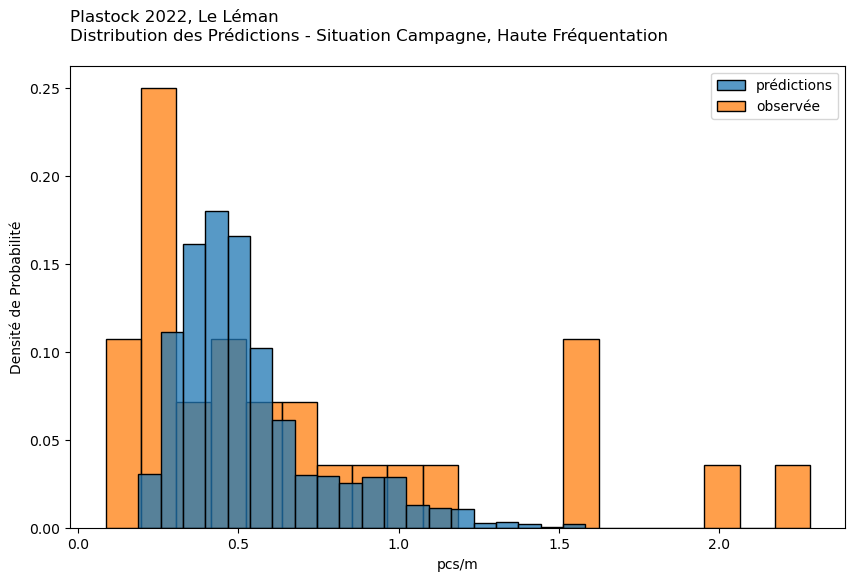 Plastock 2022, Le Léman
Distribution des Prédictions - Situation Campagne, Haute Fréquentation
prédictions
observée
Densité de Probabilité
0.25
0.20
0.15
0.10
0.05
0.00
0.0
0.5
1.0
1.5
2.0
pcs/m